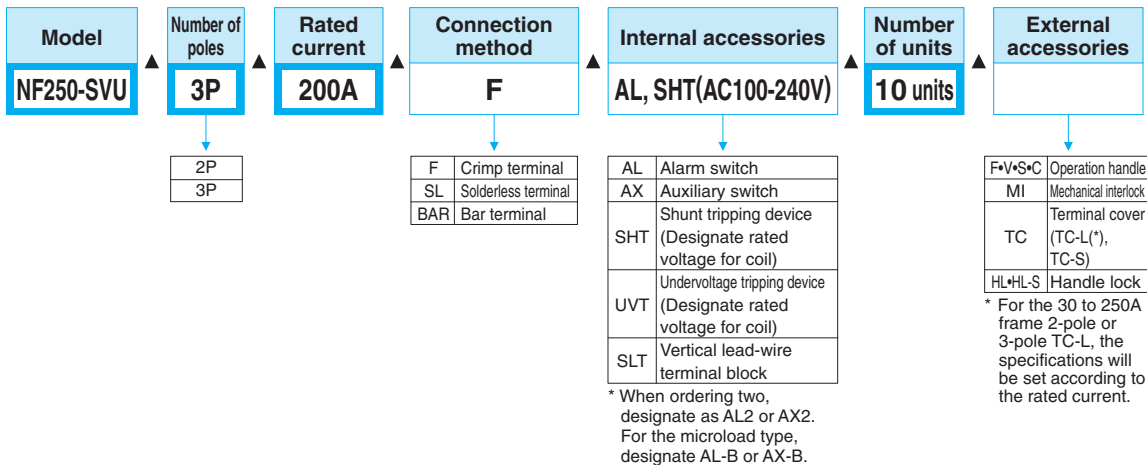 Model
Number of
poles
Rated
current
Connection
method
Internal accessories
Number
of units
External
accessories
NF250-SVU ▲ 3P ▲ 200A ▲ F ▲ AL, SHT(AC100-240V) ▲ 10 units ▲
2P
3P
F Crimp terminal
SL Solderless terminal
BAR Bar terminal
AL Alarm switch
AX Auxiliary switch
SHT Shunt tripping device
(Designate rated
voltage for coil)
UVT Undervoltage tripping device
(Designate rated
voltage for coil)
SLT Vertical lead-wire
terminal block
* When ordering two,
designate as AL2 or AX2.
For the microload type,
designate AL-B or AX-B.
F•V•S•C Operation handle
MI Mechanical interlock
TC Terminal cover
(TC-L(*),
TC-S)
HL•HL-S Handle lock
* For the 30 to 250A
frame 2-pole or
3-pole TC-L, the
specifications will
be set according to
the rated current.